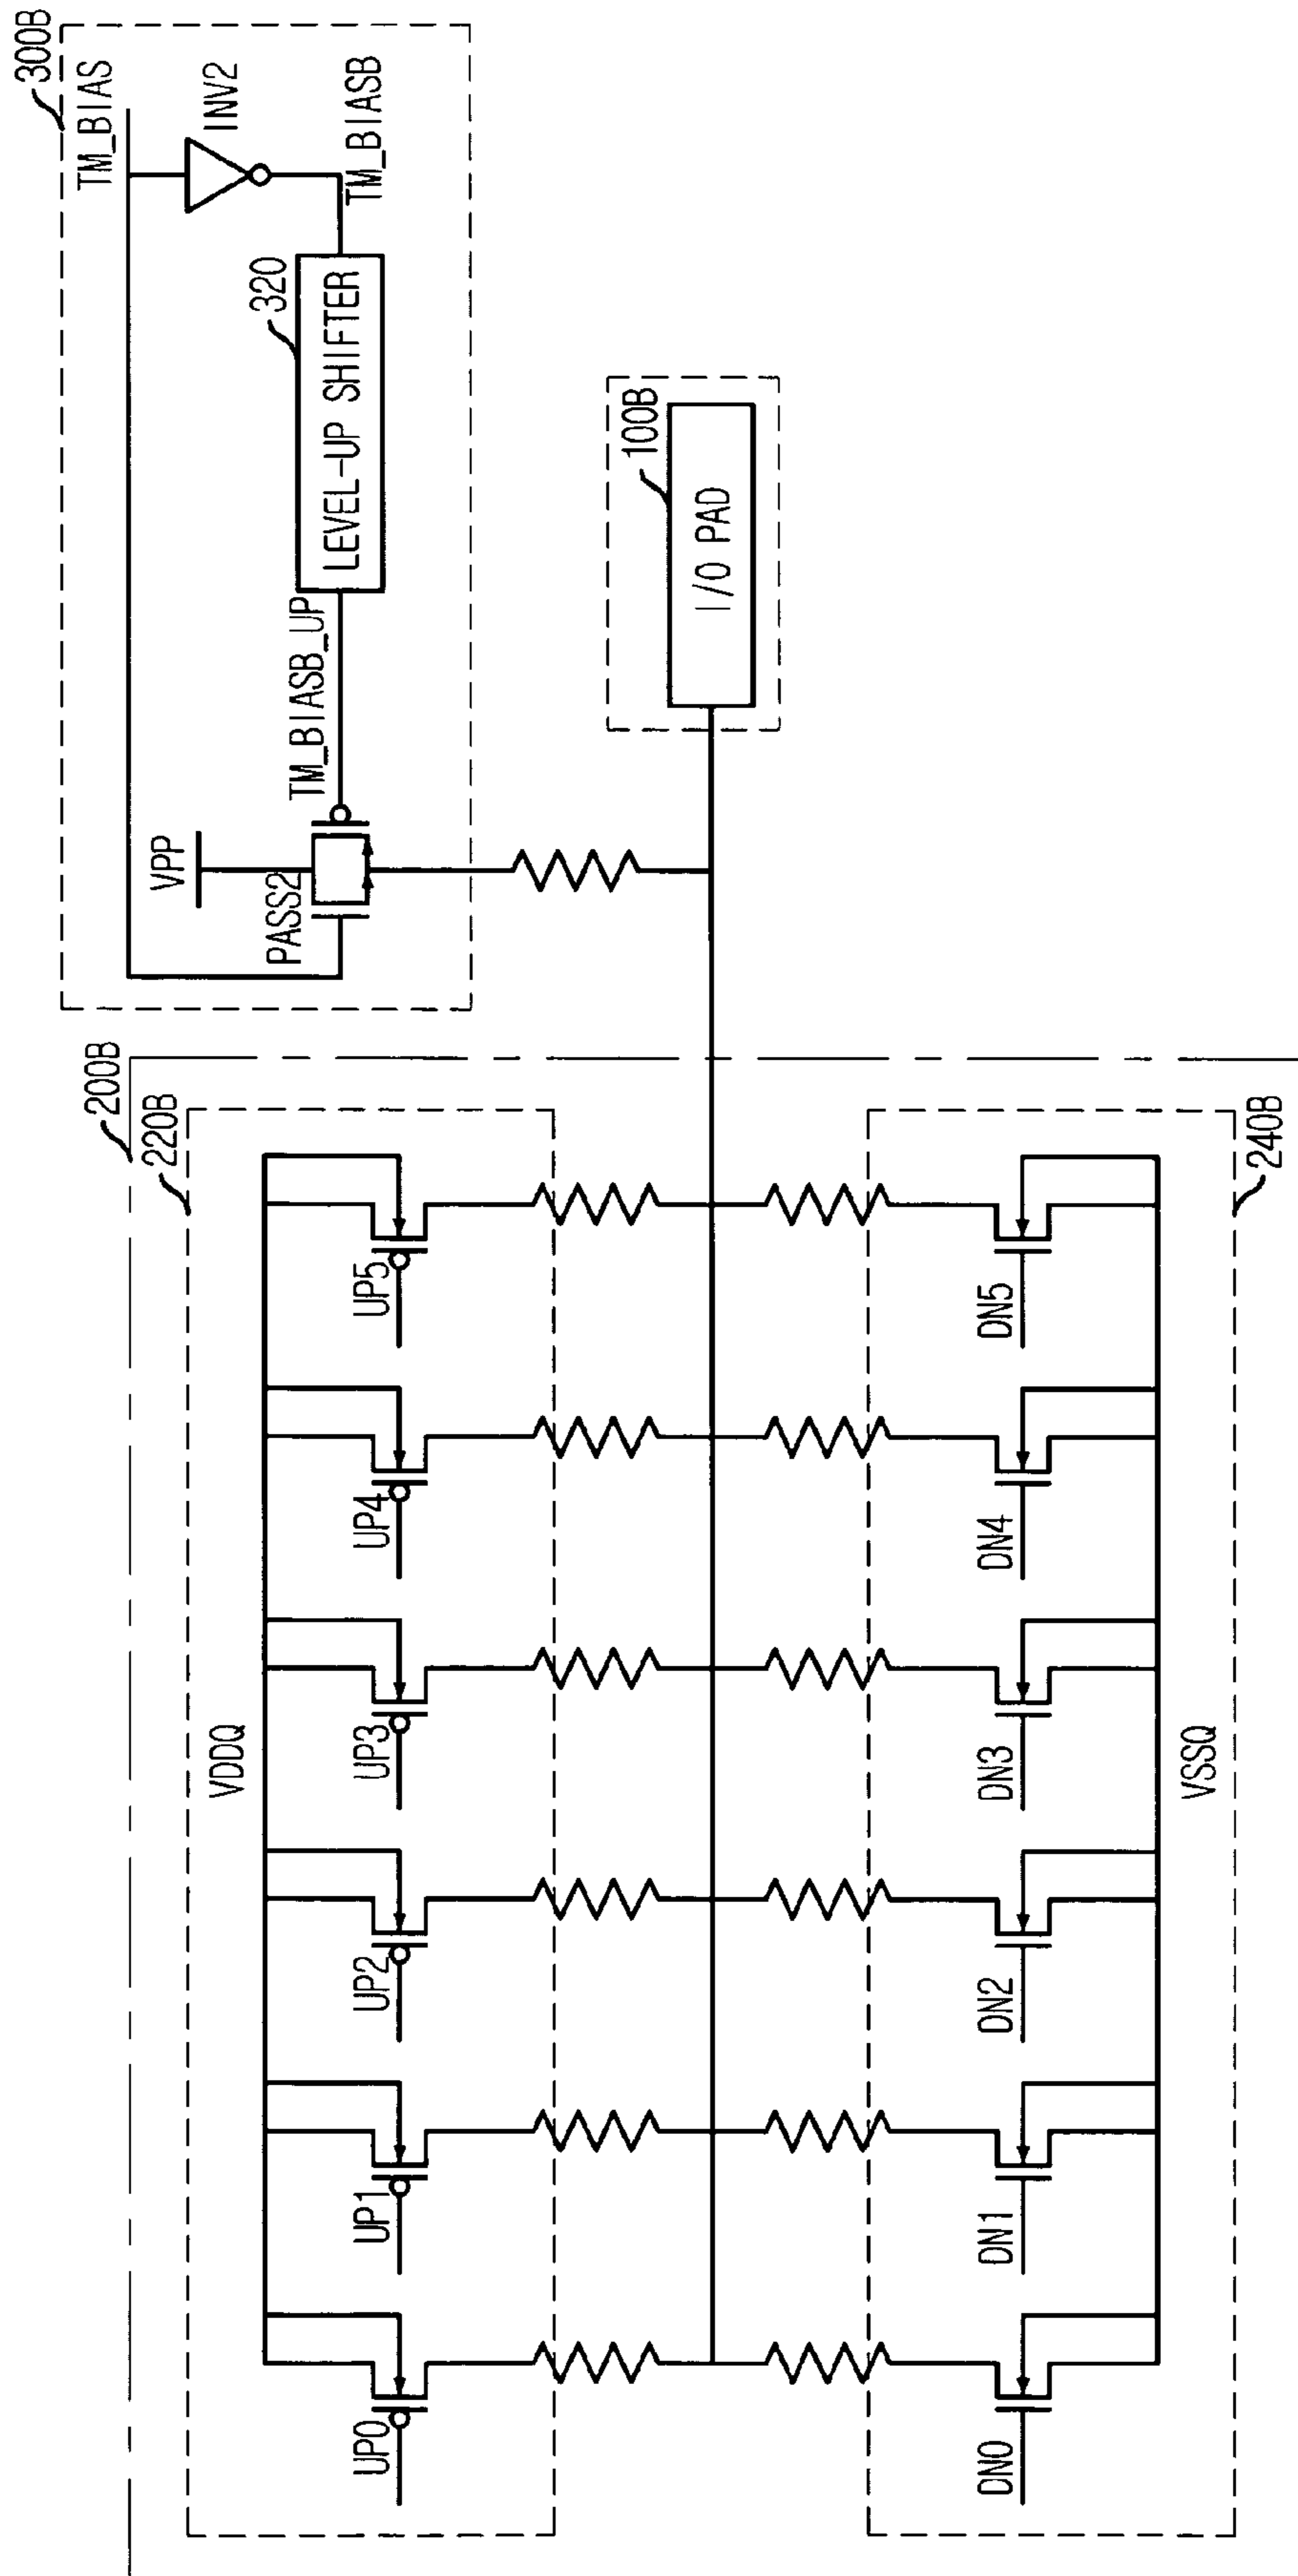 200B
220B
VDDQ
UP0
UP1
UP2
UP3
UP4
UP5
DN0
DN1
DN2
DN3
DN4
DN5
VSSQ
240B
300B
TM_BIAS
VPP
PASS2
INV2
TM_BIASB_UP
320
LEVEL-UP SHIFTER
TM_BIASB
100B
I/O PAD